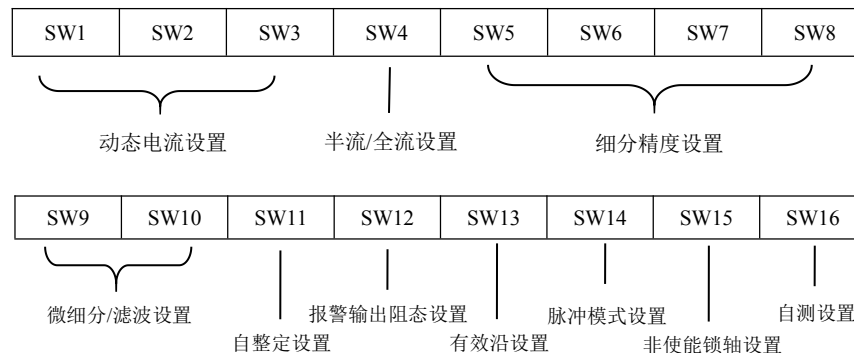 SW1 SW2 SW3 SW4 SW5 SW6 SW7 SW8
动态电流设置 半流/全流设置 细分精度设置
SW9 SW10 SW11 SW12 SW13 SW14 SW15 SW16
微细分/滤波设置 报警输出阻态设置 脉冲模式设置 自测设置
自整定设置 有效沿设置 非使能锁轴设置